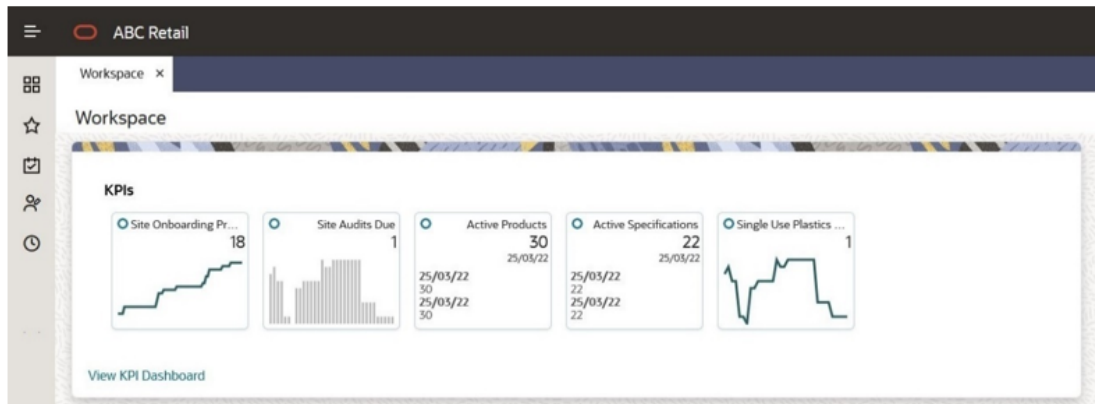 ABC Retail
Workspace ×
Workspace
KPIs
Site Onboarding Pr...
18
Site Audits Due
1
Active Products
30
25/03/22
25/03/22
30
25/03/22
30
Active Specifications
22
25/03/22
25/03/22
22
25/03/22
22
Single Use Plastics ...
1
View KPI Dashboard